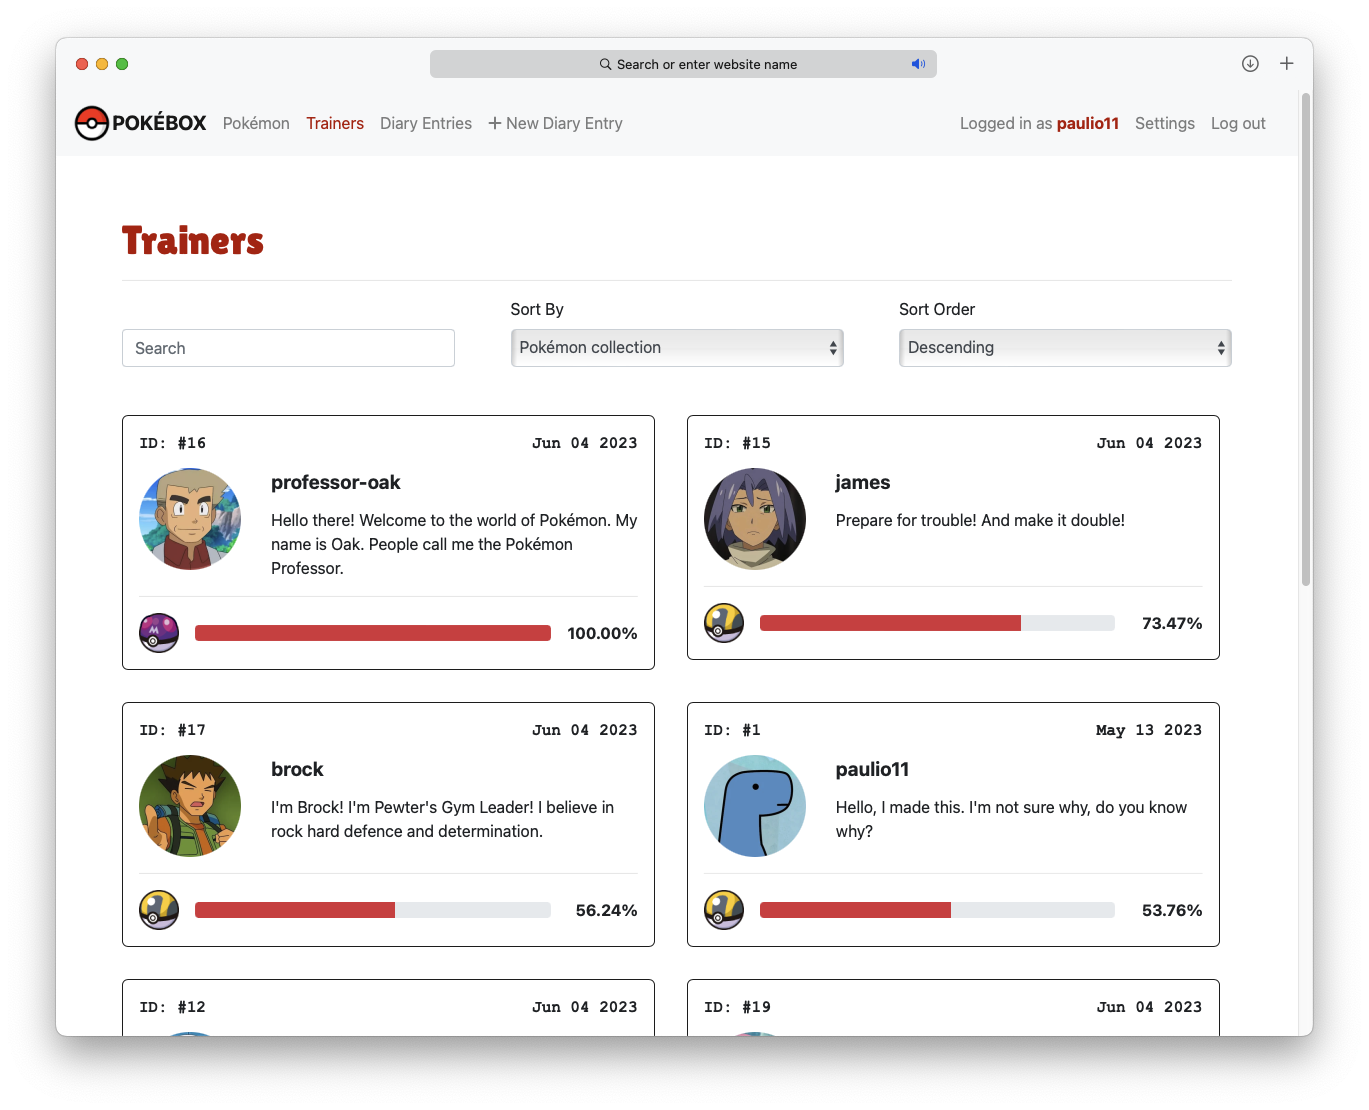 Search or enter website name
POKÉBOX Pokémon Trainers Diary Entries + New Diary Entry Logged in as paulio11 Settings Log out
Trainers
Sort By Sort Order
Search Pokémon collection Descending
ID: #16 Jun 04 2023
professor-oak
Hello there! Welcome to the world of Pokémon. My
name is Oak. People call me the Pokémon
Professor.
100.00%
ID: #15 Jun 04 2023
james
Prepare for trouble! And make it double!
73.47%
ID: #17 Jun 04 2023
brock
I'm Brock! I'm Pewter's Gym Leader! I believe in
rock hard defence and determination.
56.24%
ID: #1 May 13 2023
paulio11
Hello, I made this. I'm not sure why, do you know
why?
53.76%
ID: #12 Jun 04 2023
ID: #19 Jun 04 2023